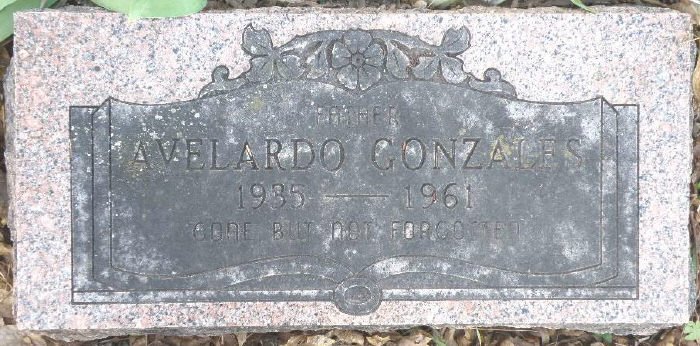 FATHER
AVELARDO GONZALES
1935 — 1961
"GONE BUT NOT FORGOTTEN"